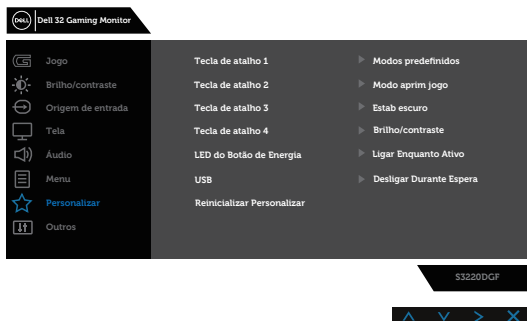 DELL Dell 32 Gaming Monitor
Jogo
Brilho/contraste
Origem de entrada
Tela
Áudio
Menu
Personalizar
Outros
Tecla de atalho 1 Modos predefinidos
Tecla de atalho 2 Modo aprim jogo
Tecla de atalho 3 Estab escuro
Tecla de atalho 4 Brilho/contraste
LED do Botão de Energia Ligar Enquanto Ativo
USB Desligar Durante Espera
Reinicializar Personalizar
S3220DGF